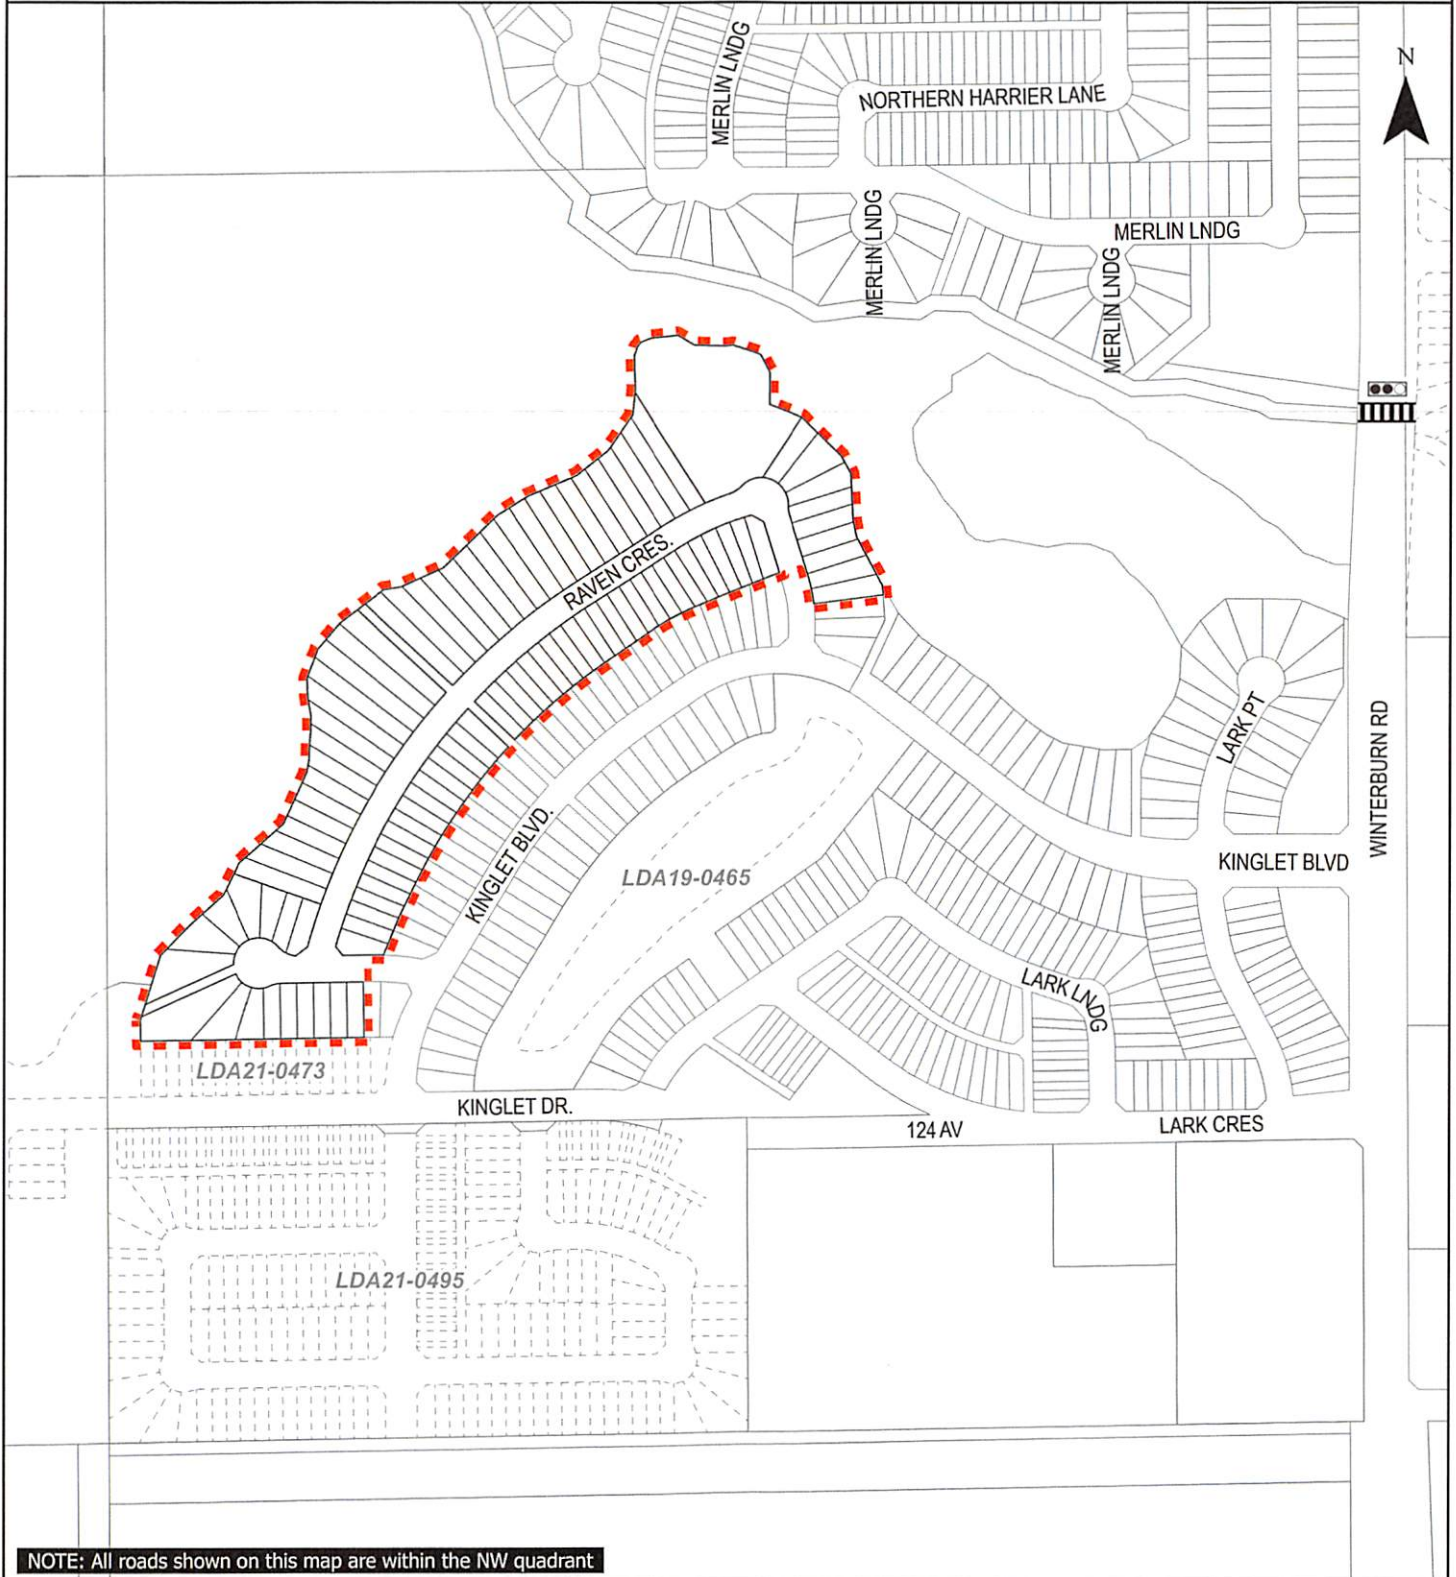 MERLIN LNDG
N
NORTHERN HARRIER LANE
MERLIN LNDG
MERLIN LNDG
MERLIN LNDG
RAVEN CRES.
LARK PT
WINTERBURN RD
KINGLET BLVD.
LDA19-0465
KINGLET BLVD
LARK LNDG
LDA21-0473
KINGLET DR.
124 AV
LARK CRES
LDA21-0495
NOTE: All roads shown on this map are within the NW quadrant